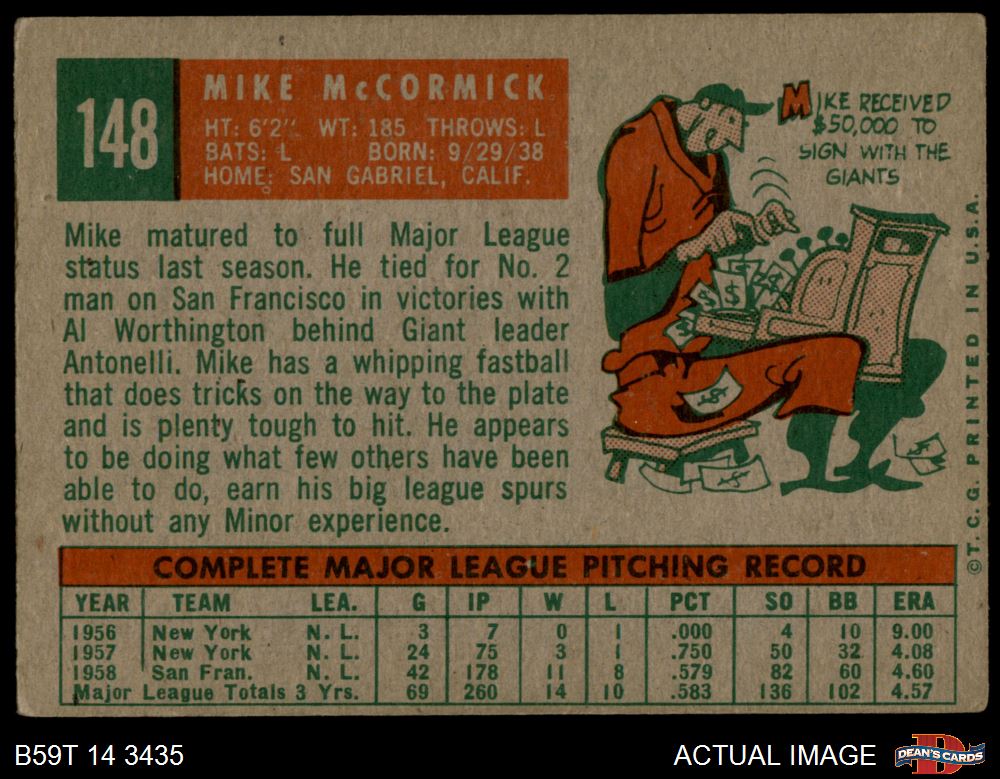 148
MIKE McCORMICK
HT: 6'2" WT: 185 THROWS: L
BATS: L BORN: 9/29/38
HOME: SAN GABRIEL, CALIF.
MIKE RECEIVED
$50,000 TO
SIGN WITH THE
GIANTS
Mike matured to full Major League
status last season. He tied for No. 2
man on San Francisco in victories with
Al Worthington behind Giant leader
Antonelli. Mike has a whipping fastball
that does tricks on the way to the plate
and is plenty tough to hit. He appears
to be doing what few others have been
able to do, earn his big league spurs
without any Minor experience.
©T.C.G. PRINTED IN U.S.A.
COMPLETE MAJOR LEAGUE PITCHING RECORD
YEAR TEAM LEA. G IP W L PCT SO BB ERA
1956 New York N. L. 3 7 0 1 .000 4 10 9.00
1957 New York N. L. 24 75 3 1 .750 50 32 4.08
1958 San Fran. N. L. 42 178 11 8 .579 82 60 4.60
Major League Totals 3 Yrs. 69 260 14 10 .583 136 102 4.57
B59T 14 3435
ACTUAL IMAGE
DEAN'S CARDS